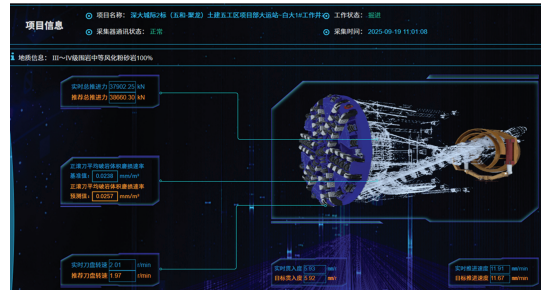 项目信息
项目名称: 深大城际2标（五和-聚龙）土建五工区项目部大运站-白大1#工作井
工作状态: 掘进
采集器通讯状态: 正常
采集时间: 2025-09-19 11:01:08
地质信息: III～IV级围岩中等风化粉砂岩100%
实时总推进力 37902.25 kN
推荐总推进力 38660.30 kN
正滚刀平均破岩体积磨损速率
基准值: 0.0238 mm/m³
正滚刀平均破岩体积磨损速率
预测值: 0.0257 mm/m³
实时刀盘转速 2.01 r/min
推荐刀盘转速 1.97 r/min
实时贯入度 5.93 mm/r
目标贯入度 5.92 mm/r
实时推进速度 11.91
目标推进速度 11.67